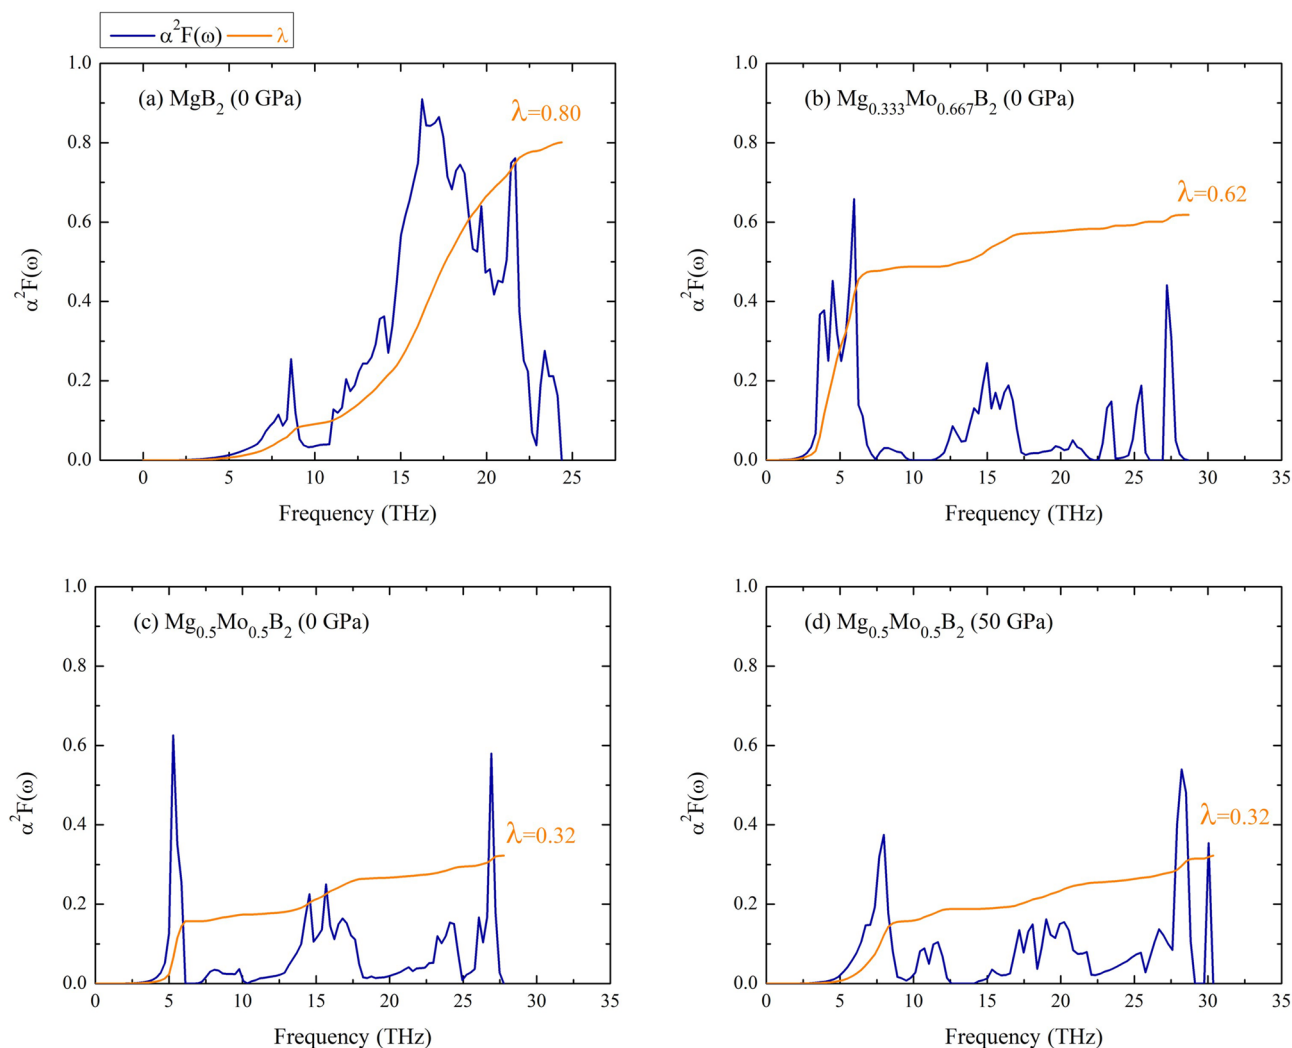 α²F(ω) λ
(a) MgB₂ (0 GPa)
λ=0.80
1.0
0.8
0.6
0.4
0.2
0.0
α²F(ω)
0 5 10 15 20 25
Frequency (THz)
(b) Mg₀.₃₃₃Mo₀.₆₆₇B₂ (0 GPa)
λ=0.62
1.0
0.8
0.6
0.4
0.2
0.0
α²F(ω)
0 5 10 15 20 25 30 35
Frequency (THz)
(c) Mg₀.₅Mo₀.₅B₂ (0 GPa)
λ=0.32
1.0
0.8
0.6
0.4
0.2
0.0
α²F(ω)
0 5 10 15 20 25 30 35
Frequency (THz)
(d) Mg₀.₅Mo₀.₅B₂ (50 GPa)
λ=0.32
1.0
0.8
0.6
0.4
0.2
0.0
α²F(ω)
0 5 10 15 20 25 30 35
Frequency (THz)